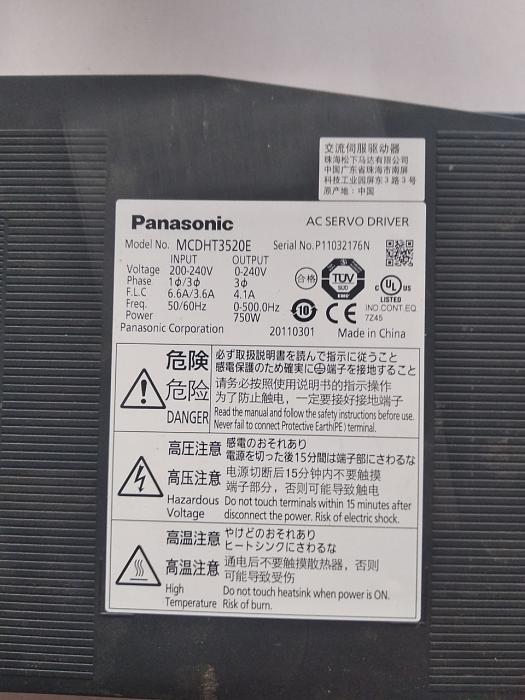 交流伺服驱动器
珠海松下马达有限公司
中国广东省珠海市南屏
科技工业园屏东3路3号
原产地: 中国
Panasonic
AC SERVO DRIVER
Model No. MCDHT3520E Serial No.P11032176N
INPUT OUTPUT
Voltage 200-240V 0-240V
Phase 1ϕ/3ϕ 3ϕ
F.L.C 6.6A/3.6A 4.1A
Freq. 50/60Hz 0-500.0Hz
Power 750W
合格
TÜV
SÜD
10
CE
c UL US
LISTED
IND.CONT.EQ.
7Z45
Panasonic Corporation 20110301 Made in China
危険 必ず取扱説明書を読んで指示に従うこと
感電保護のため確実に⏚端子を接地すること
危险 请务必按照使用说明书的指示操作
为了防止触电，一定要接好接地端子
DANGER Read the manual and follow the safety instructions before use.
Never fail to connect Protective Earth(PE) terminal.
高圧注意 感電のおそれあり
電源を切った後15分間は端子部にさわるな
高压注意 电源切断后15分钟内不要触摸
端子部分，否则可能导致触电
Hazardous Voltage Do not touch terminals within 15 minutes after
disconnect the power. Risk of electric shock.
高温注意 やけどのおそれあり
ヒートシンクにさわるな
高温注意 通电后不要触摸散热器，否则
可能导致受伤
High Temperature Do not touch heatsink when power is ON.
Risk of burn.